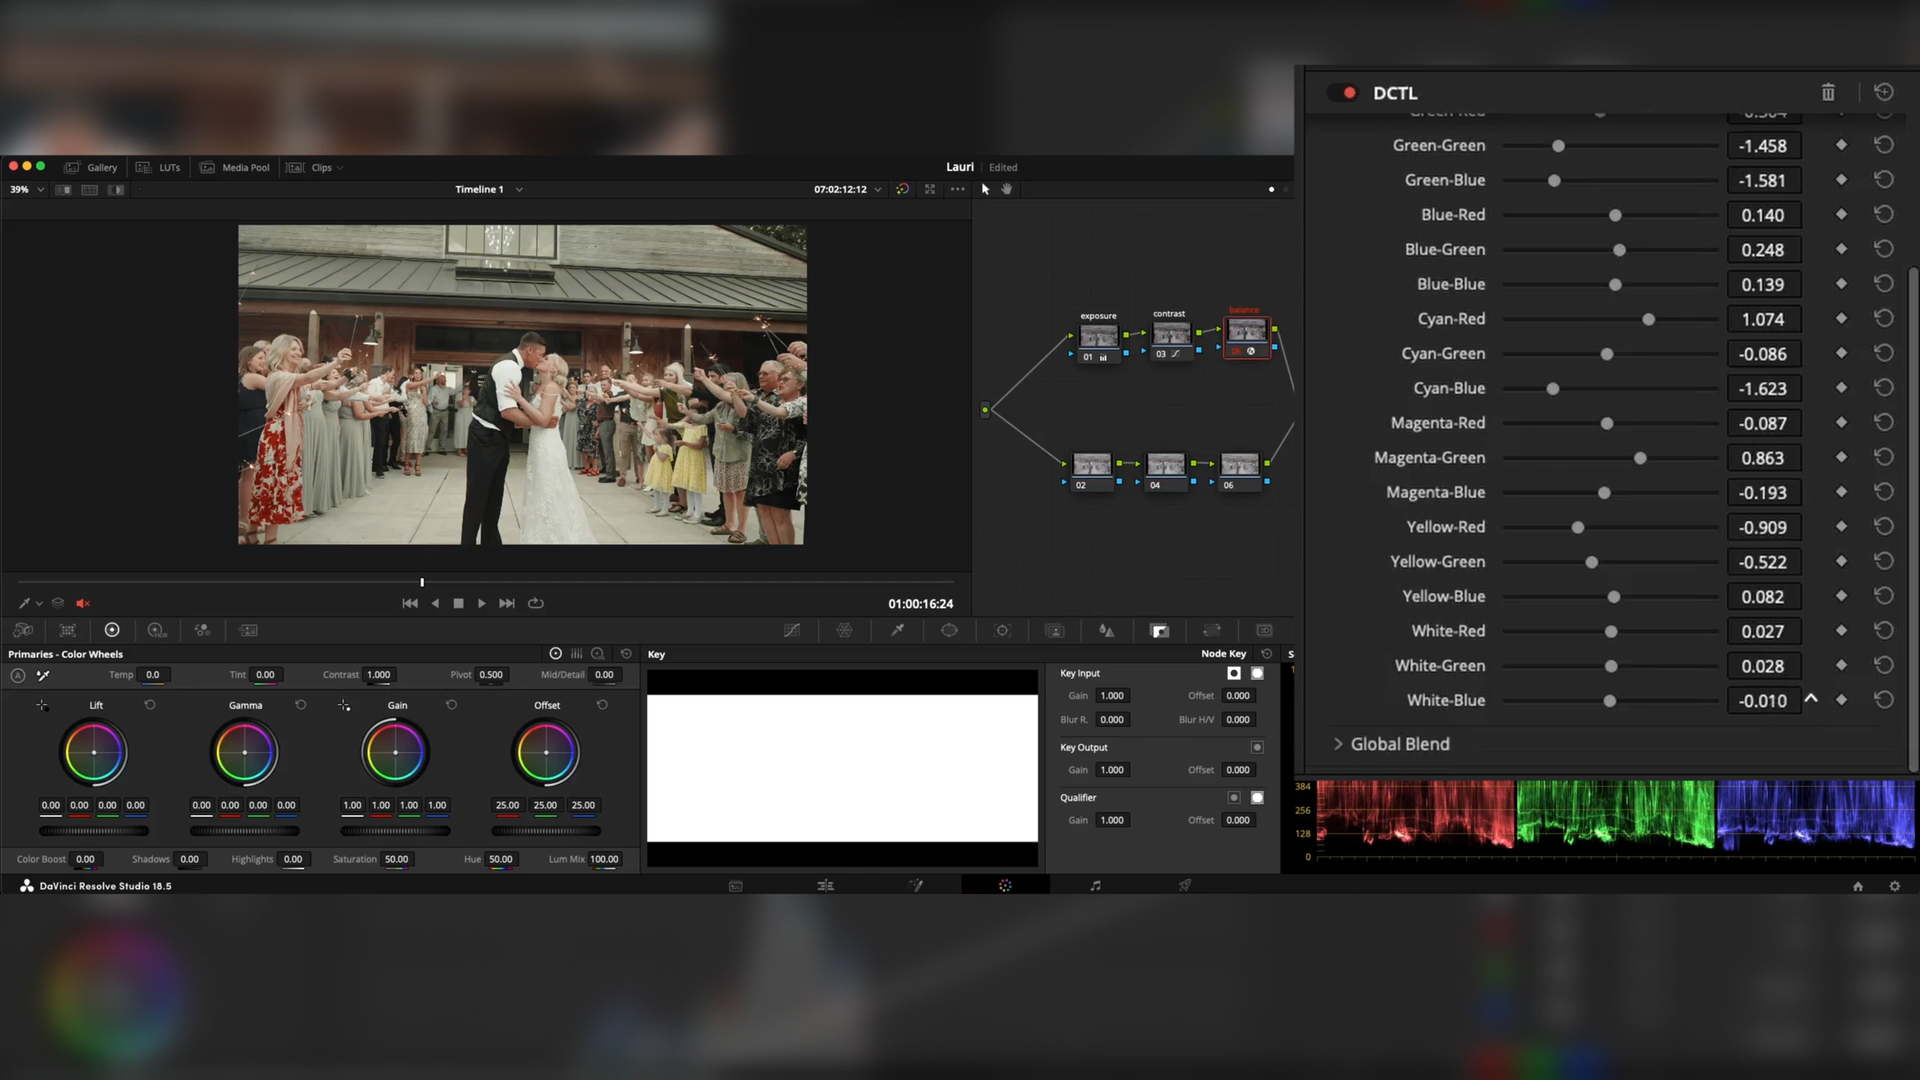 Gallery LUTs Media Pool Clips
Lauri Edited
39% Timeline 1 07:02:12:12
exposure contrast balance
01 03 05
02 04 06
01:00:16:24
Primaries - Color Wheels
Temp 0.0 Tint 0.00 Contrast 1.000 Pivot 0.500 Mid/Detail 0.00
Lift Gamma Gain Offset
0.00 0.00 0.00 0.00 0.00 0.00 0.00 0.00 1.00 1.00 1.00 1.00 25.00 25.00 25.00
Color Boost 0.00 Shadows 0.00 Highlights 0.00 Saturation 50.00 Hue 50.00 Lum Mix 100.00
Key Node Key
Key Input
Gain 1.000 Offset 0.000
Blur R. 0.000 Blur H/V 0.000
Key Output
Gain 1.000 Offset 0.000
Qualifier
Gain 1.000 Offset 0.000
DCTL
Green-Green -1.458
Green-Blue -1.581
Blue-Red 0.140
Blue-Green 0.248
Blue-Blue 0.139
Cyan-Red 1.074
Cyan-Green -0.086
Cyan-Blue -1.623
Magenta-Red -0.087
Magenta-Green 0.863
Magenta-Blue -0.193
Yellow-Red -0.909
Yellow-Green -0.522
Yellow-Blue 0.082
White-Red 0.027
White-Green 0.028
White-Blue -0.010
Global Blend
384
256
128
0
DaVinci Resolve Studio 18.5